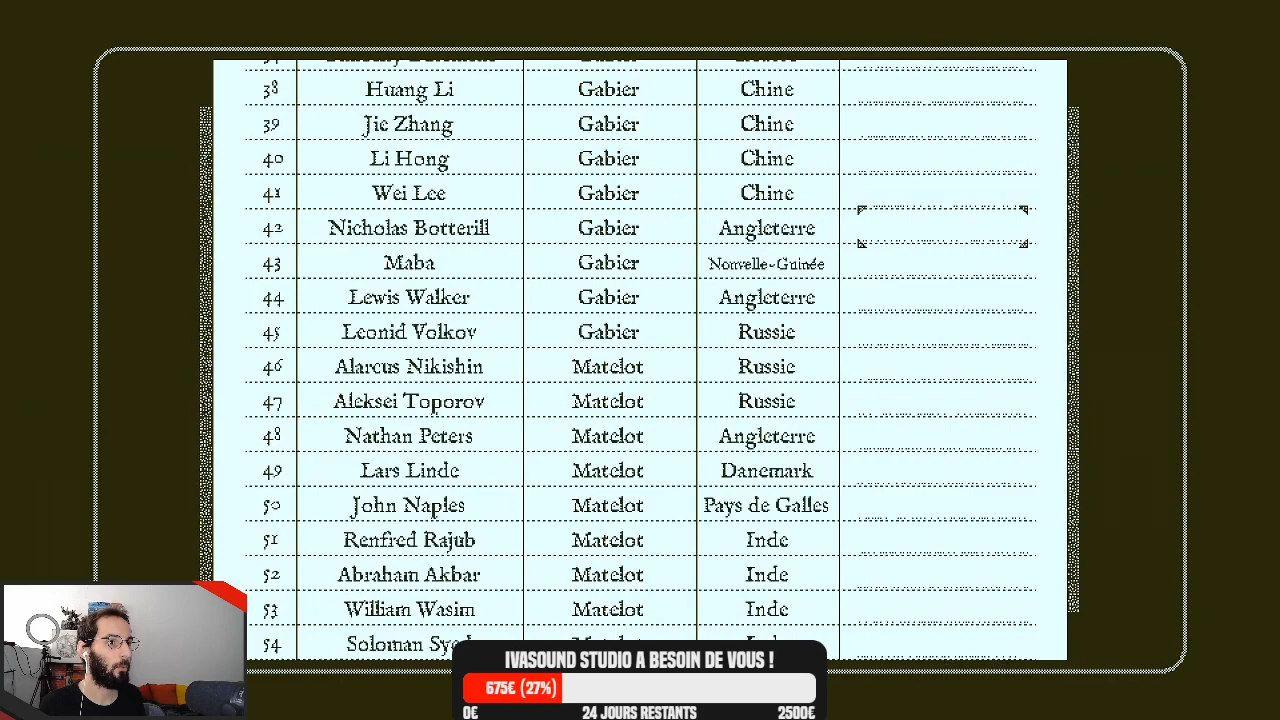 38 Huang Li Gabier Chine
39 Jie Zhang Gabier Chine
40 Li Hong Gabier Chine
41 Wei Lee Gabier Chine
42 Nicholas Botterill Gabier Angleterre
43 Maba Gabier Nouvelle-Guinée
44 Lewis Walker Gabier Angleterre
45 Leonid Volkov Gabier Russie
46 Alarcus Nikishin Matelot Russie
47 Aleksei Toporov Matelot Russie
48 Nathan Peters Matelot Angleterre
49 Lars Linde Matelot Danemark
50 John Naples Matelot Pays de Galles
51 Renfred Rajub Matelot Inde
52 Abraham Akbar Matelot Inde
53 William Wasim Matelot Inde
54 Soloman
IVASOUND STUDIO A BESOIN DE VOUS !
675€ (27%)
0€ 24 JOURS RESTANTS 2500€